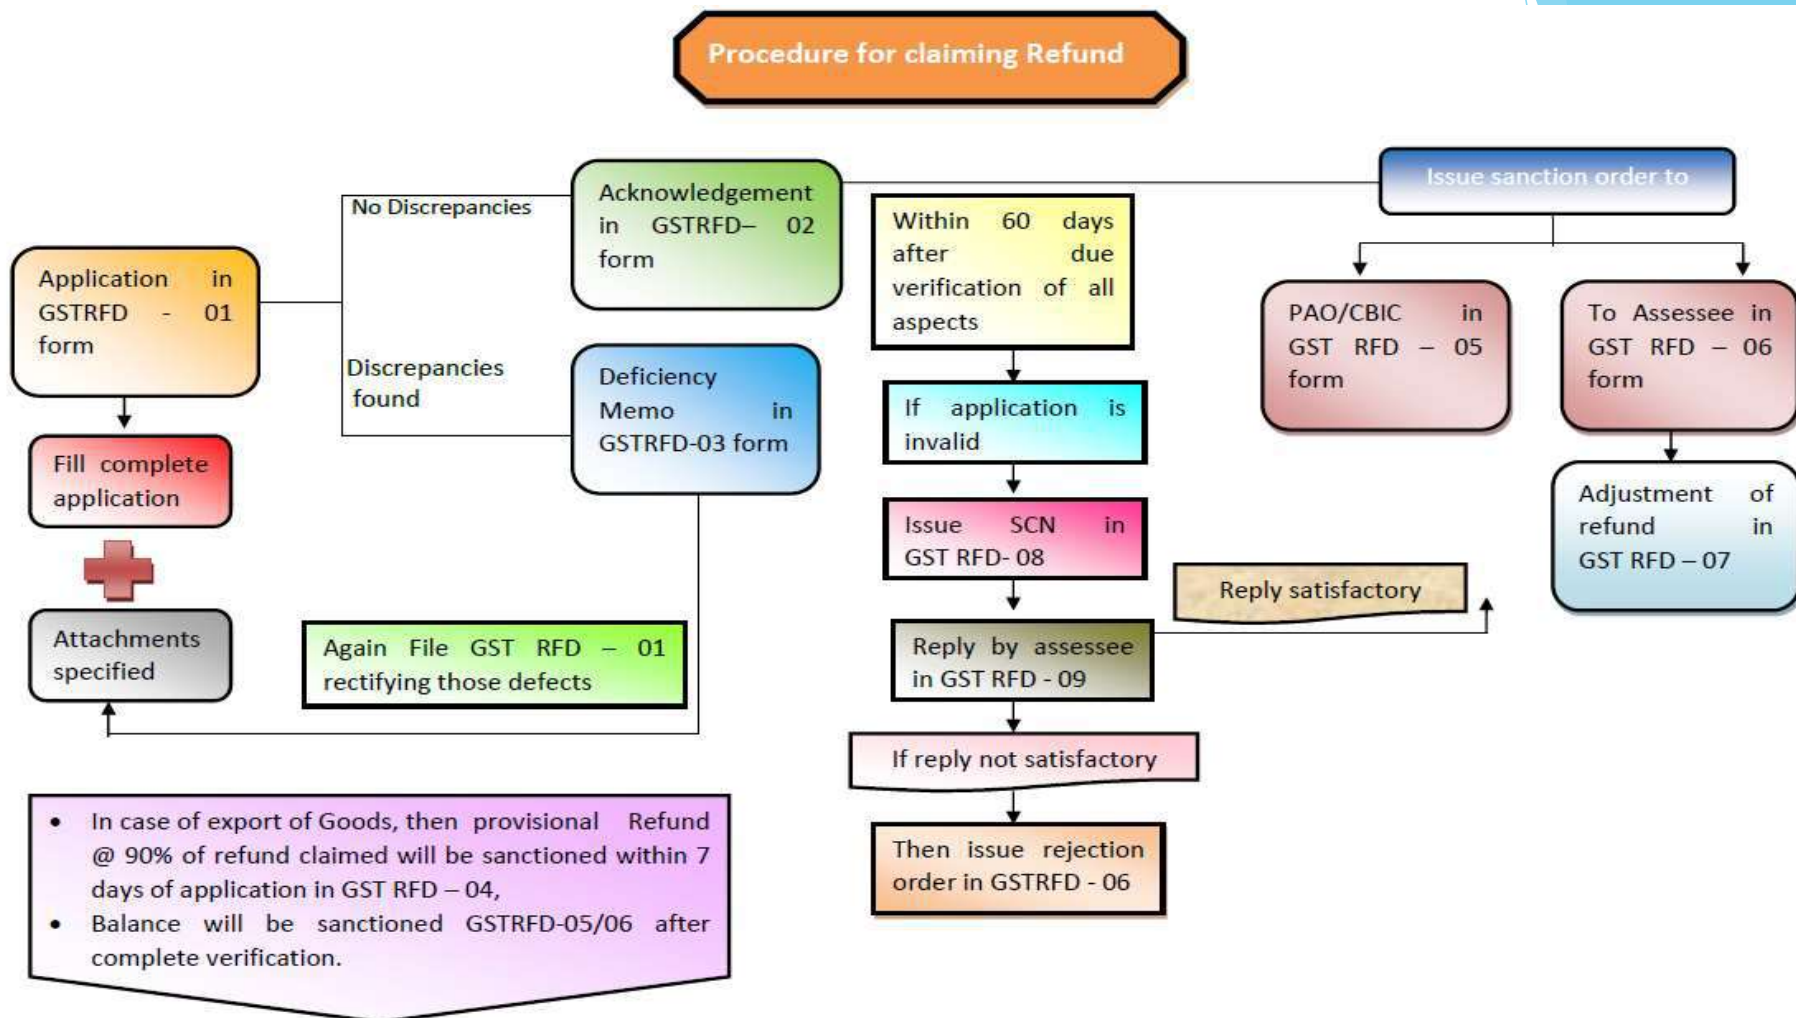 Procedure for claiming Refund
Application in
GSTRFD - 01
form
Fill complete
application
Attachments
specified
No Discrepancies
Discrepancies
found
Acknowledgement
in GSTRFD– 02
form
Deficiency
Memo in
GSTRFD-03 form
Again File GST RFD – 01
rectifying those defects
Within 60 days
after due
verification of all
aspects
If application is
invalid
Issue SCN in
GST RFD- 08
Reply by assessee
in GST RFD - 09
Reply satisfactory
If reply not satisfactory
Then issue rejection
order in GSTRFD - 06
Issue sanction order to
PAO/CBIC in
GST RFD – 05
form
To Assessee in
GST RFD – 06
form
Adjustment of
refund in
GST RFD – 07
• In case of export of Goods, then provisional Refund
@ 90% of refund claimed will be sanctioned within 7
days of application in GST RFD – 04,
• Balance will be sanctioned GSTRFD-05/06 after
complete verification.